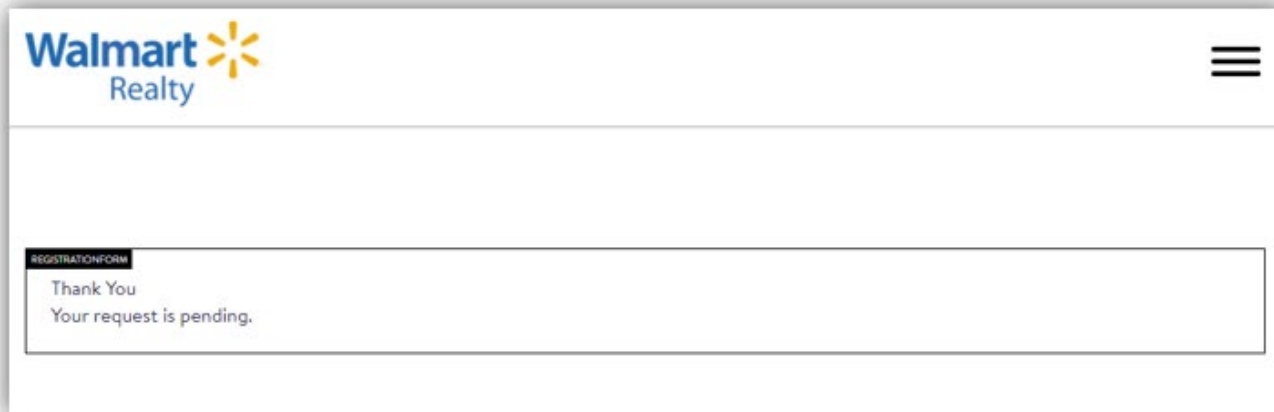 Walmart
Realty
REGISTRATIONFORM
Thank You
Your request is pending.